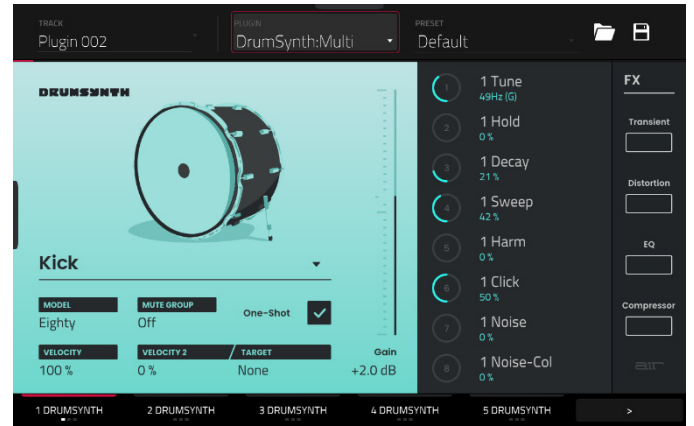 TRACK
Plugin 002
PLUGIN
DrumSynth:Multi
PRESET
Default
DRUMSYNTH
Kick
MODEL
Eighty
MUTE GROUP
Off
One-Shot
VELOCITY
100 %
VELOCITY 2
0 %
TARGET
None
Gain
+2.0 dB
1
1 Tune
49Hz (G)
2
1 Hold
0 %
3
1 Decay
21 %
4
1 Sweep
42 %
5
1 Harm
0 %
6
1 Click
50 %
7
1 Noise
0 %
8
1 Noise-Col
0 %
FX
Transient
Distortion
EQ
Compressor
air
1 DRUMSYNTH
2 DRUMSYNTH
3 DRUMSYNTH
4 DRUMSYNTH
5 DRUMSYNTH
>